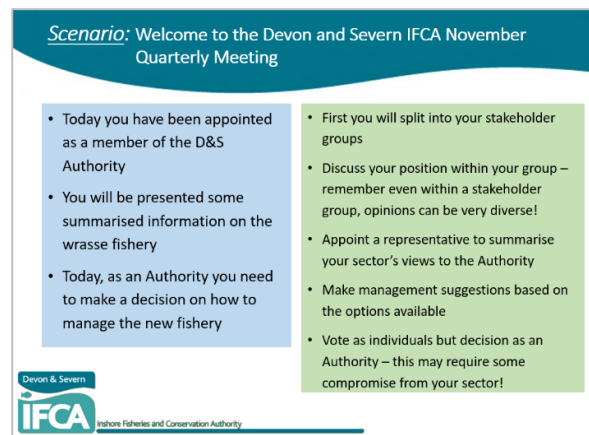 Scenario: Welcome to the Devon and Severn IFCA November
Quarterly Meeting
• Today you have been appointed
as a member of the D&S
Authority
• You will be presented some
summarised information on the
wrasse fishery
• Today, as an Authority you need
to make a decision on how to
manage the new fishery
• First you will split into your stakeholder
groups
• Discuss your position within your group –
remember even within a stakeholder
group, opinions can be very diverse!
• Appoint a representative to summarise
your sector's views to the Authority
• Make management suggestions based on
the options available
• Vote as individuals but decision as an
Authority – this may require some
compromise from your sector!
Devon & Severn
IFCA
Inshore Fisheries and Conservation Authority